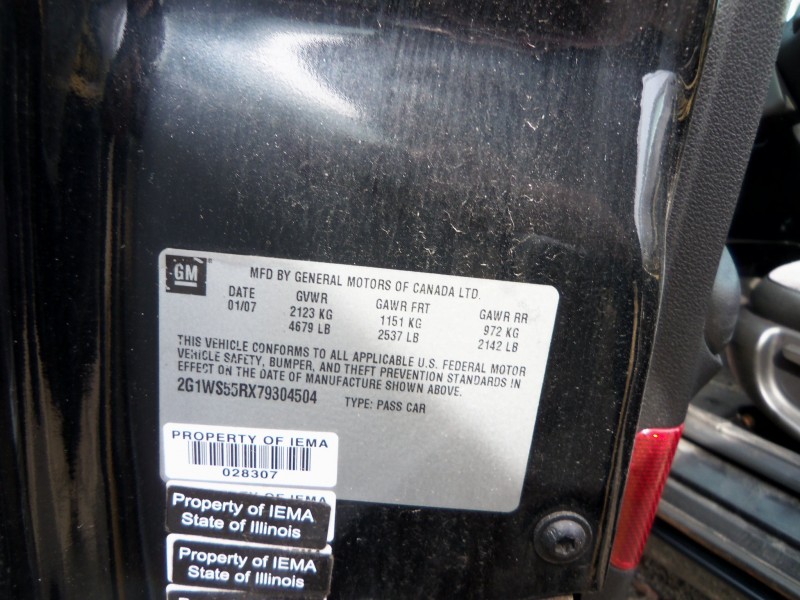 GM
MFD BY GENERAL MOTORS OF CANADA LTD.
DATE GVWR GAWR FRT GAWR RR
01/07 2123 KG 1151 KG 972 KG
4679 LB 2537 LB 2142 LB
THIS VEHICLE CONFORMS TO ALL APPLICABLE U.S. FEDERAL MOTOR
VEHICLE SAFETY, BUMPER, AND THEFT PREVENTION STANDARDS IN
EFFECT ON THE DATE OF MANUFACTURE SHOWN ABOVE.
2G1WS55RX79304504 TYPE: PASS CAR
PROPERTY OF IEMA
028307
PROPERTY OF IEMA
Property of IEMA
State of Illinois
Property of IEMA
State of Illinois